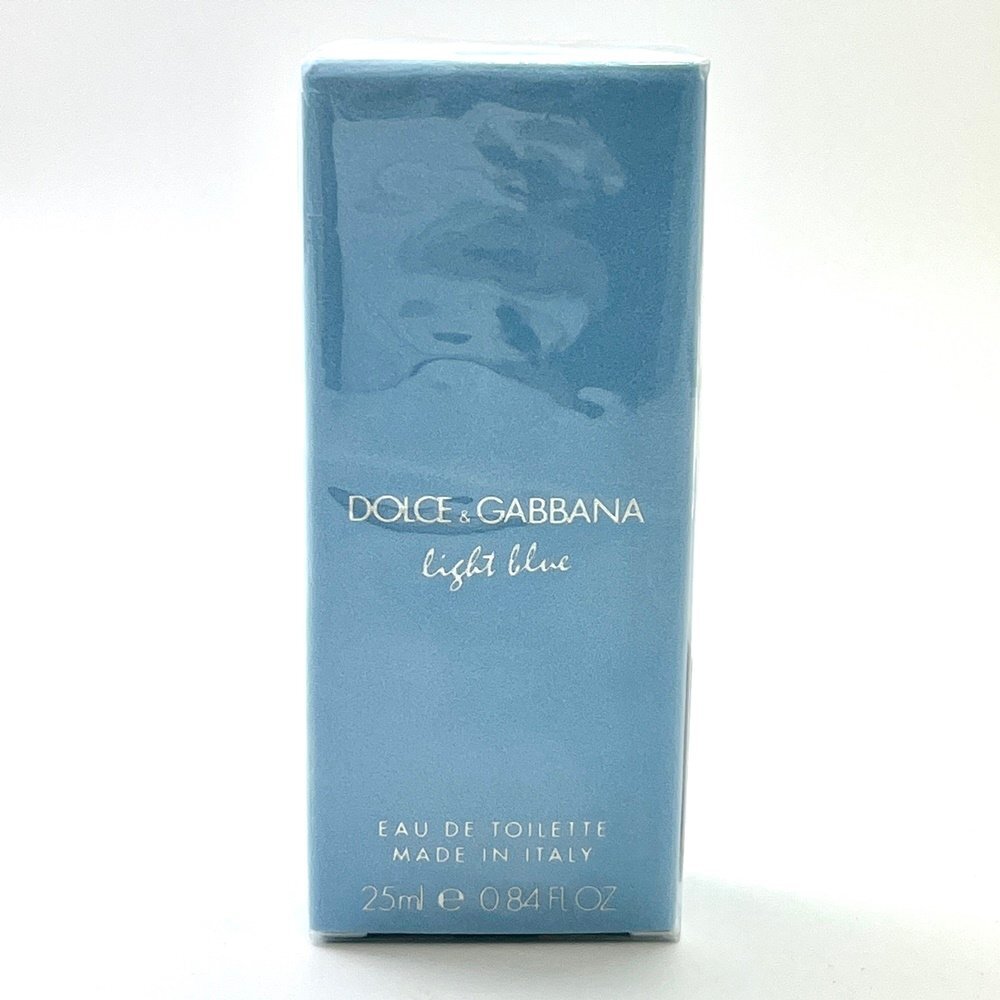 DOLCE & GABBANA
light blue
EAU DE TOILETTE
MADE IN ITALY
25ml e 0.84 FL OZ